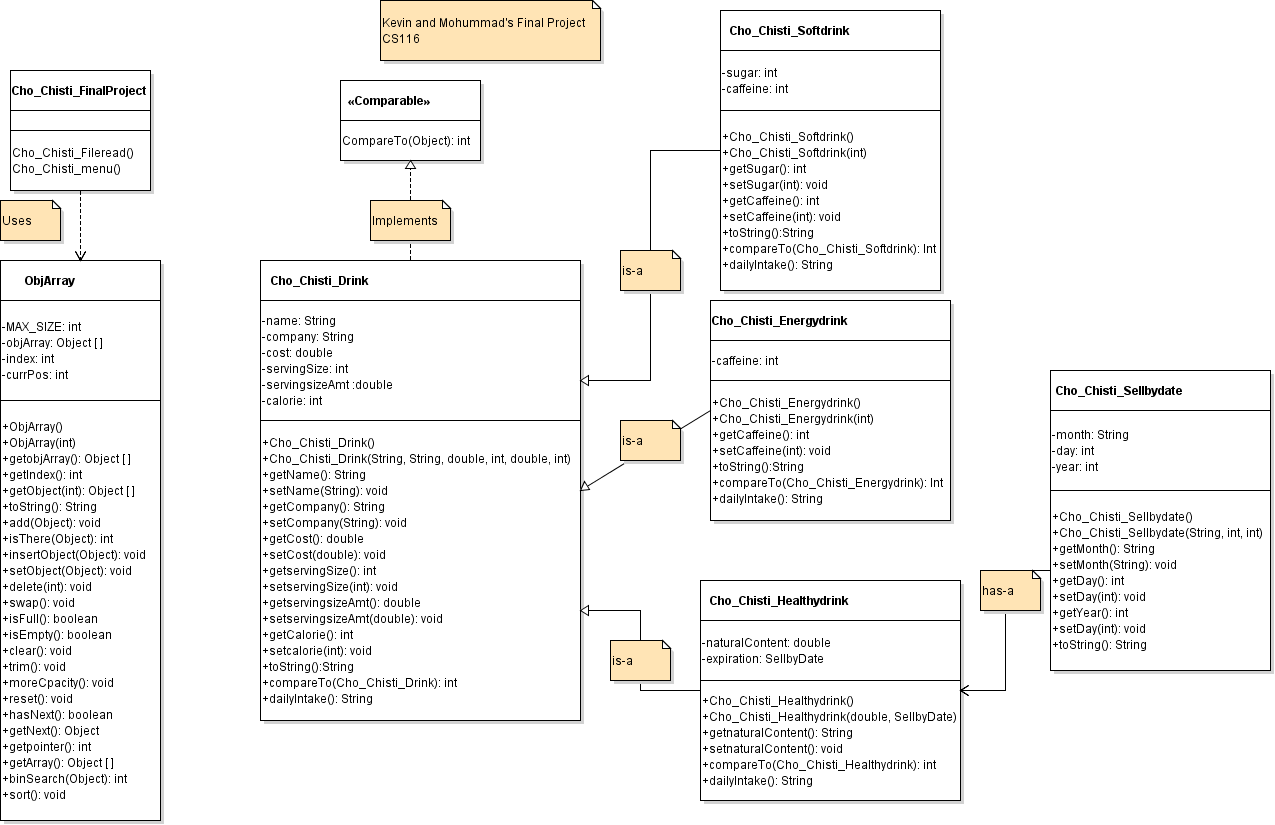 Kevin and Mohummad's Final Project
CS116
Cho_Chisti_FinalProject
Cho_Chisti_Fileread()
Cho_Chisti_menu()
Uses
ObjArray
-MAX_SIZE: int
-objArray: Object [ ]
-index: int
-currPos: int
+ObjArray()
+ObjArray(int)
+getobjArray(): Object [ ]
+getIndex(): int
+getObject(int): Object [ ]
+toString(): String
+add(Object): void
+isThere(Object): int
+insertObject(Object): void
+setObject(Object): void
+delete(int): void
+swap(): void
+isFull(): boolean
+isEmpty(): boolean
+clear(): void
+trim(): void
+moreCpacity(): void
+reset(): void
+hasNext(): boolean
+getNext(): Object
+getpointer(): int
+getArray(): Object [ ]
+binSearch(Object): int
+sort(): void
«Comparable»
CompareTo(Object): int
Implements
Cho_Chisti_Drink
-name: String
-company: String
-cost: double
-servingSize: int
-servingsizeAmt :double
-calorie: int
+Cho_Chisti_Drink()
+Cho_Chisti_Drink(String, String, double, int, double, int)
+getName(): String
+setName(String): void
+getCompany(): String
+setCompany(String): void
+getCost(): double
+setCost(double): void
+getservingSize(): int
+setservingSize(int): void
+getservingsizeAmt(): double
+setservingsizeAmt(double): void
+getCalorie(): int
+setcalorie(int): void
+toString():String
+compareTo(Cho_Chisti_Drink): int
+dailyIntake(): String
is-a
is-a
is-a
Cho_Chisti_Softdrink
-sugar: int
-caffeine: int
+Cho_Chisti_Softdrink()
+Cho_Chisti_Softdrink(int)
+getSugar(): int
+setSugar(int): void
+getCaffeine(): int
+setCaffeine(int): void
+toString():String
+compareTo(Cho_Chisti_Softdrink): Int
+dailyIntake(): String
Cho_Chisti_Energydrink
-caffeine: int
+Cho_Chisti_Energydrink()
+Cho_Chisti_Energydrink(int)
+getCaffeine(): int
+setCaffeine(int): void
+toString():String
+compareTo(Cho_Chisti_Energydrink): Int
+dailyIntake(): String
Cho_Chisti_Healthydrink
-naturalContent: double
-expiration: SellbyDate
+Cho_Chisti_Healthydrink()
+Cho_Chisti_Healthydrink(double, SellbyDate)
+getnaturalContent(): String
+setnaturalContent(): void
+compareTo(Cho_Chisti_Healthydrink): int
+dailyIntake(): String
has-a
Cho_Chisti_Sellbydate
-month: String
-day: int
-year: int
+Cho_Chisti_Sellbydate()
+Cho_Chisti_Sellbydate(String, int, int)
+getMonth(): String
+setMonth(String): void
+getDay(): int
+setDay(int): void
+getYear(): int
+setDay(int): void
+toString(): String